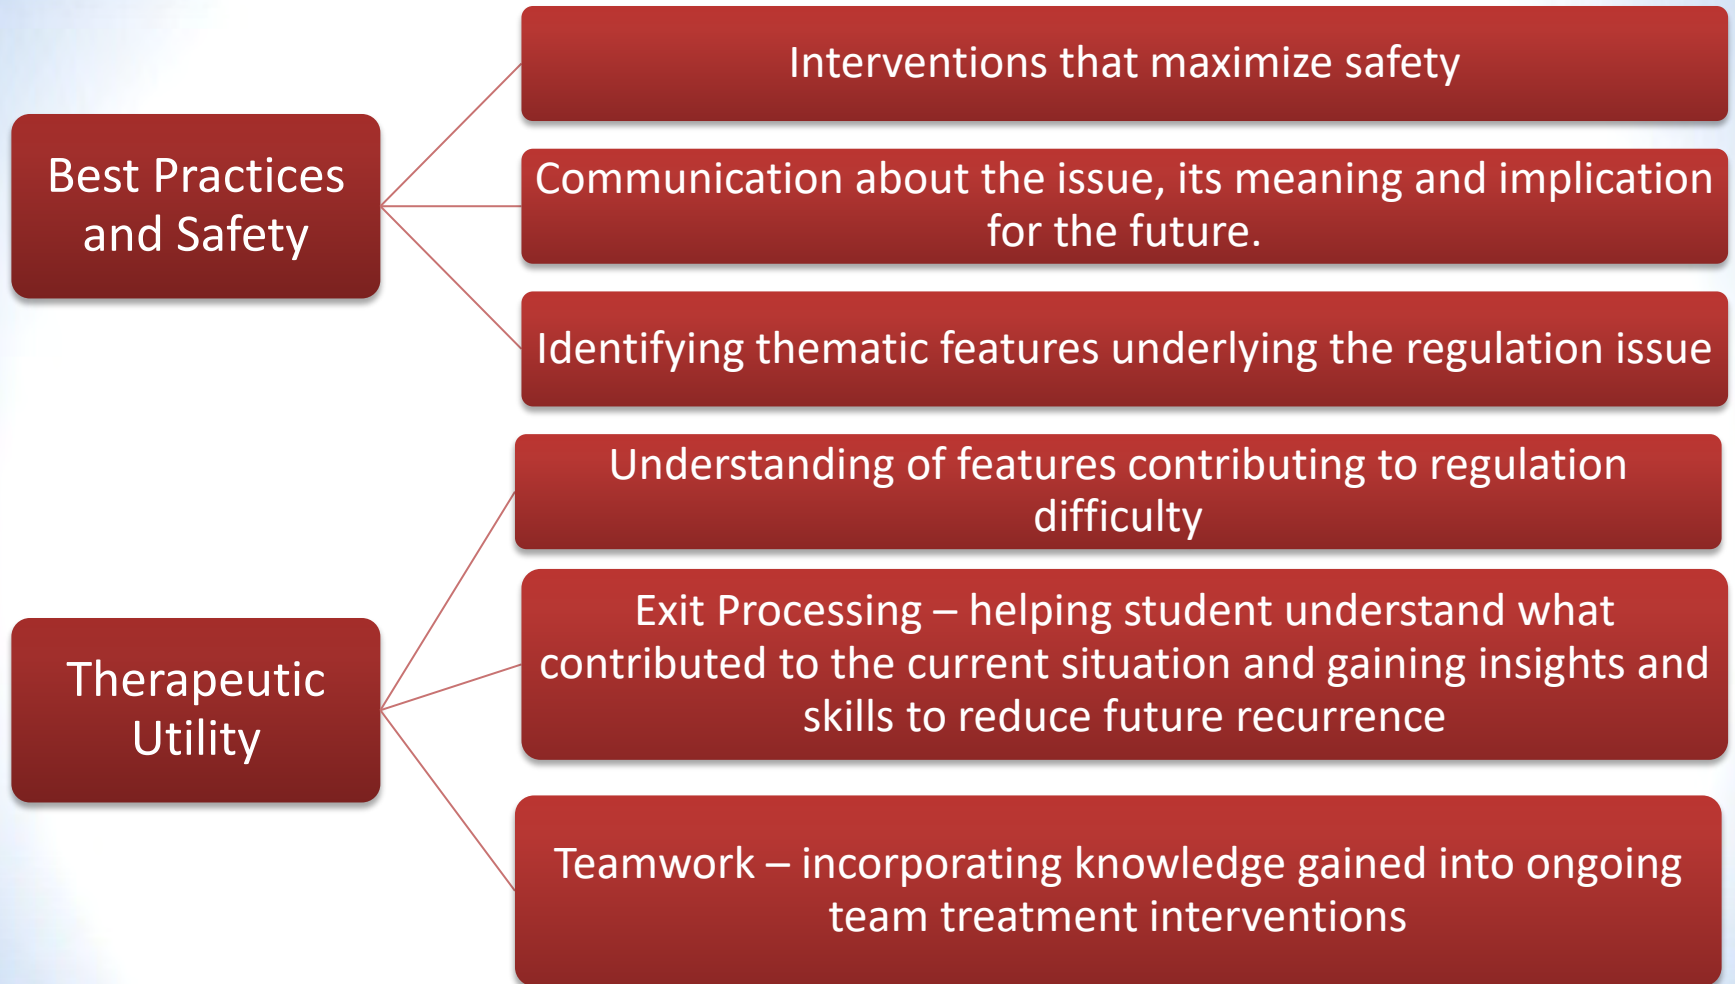 Best Practices
and Safety
Interventions that maximize safety
Communication about the issue, its meaning and implication
for the future.
Identifying thematic features underlying the regulation issue
Therapeutic
Utility
Understanding of features contributing to regulation
difficulty
Exit Processing – helping student understand what
contributed to the current situation and gaining insights and
skills to reduce future recurrence
Teamwork – incorporating knowledge gained into ongoing
team treatment interventions